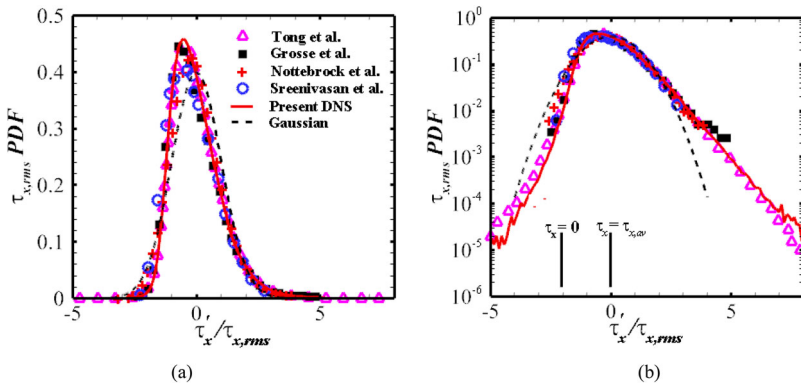 (a)
0.5
0.4
0.3
0.2
0.1
0
τx,rms PDF
Tong et al.
Grosse et al.
Nottebrock et al.
Sreenivasan et al.
Present DNS
Gaussian
-5 0 5
τx′/τx,rms
(a)
(b)
10^0
10^-1
10^-2
10^-3
10^-4
10^-5
10^-6
τx,rms PDF
τx = 0
τx = τx,av
-5 0 5
τx′/τx,rms
(b)